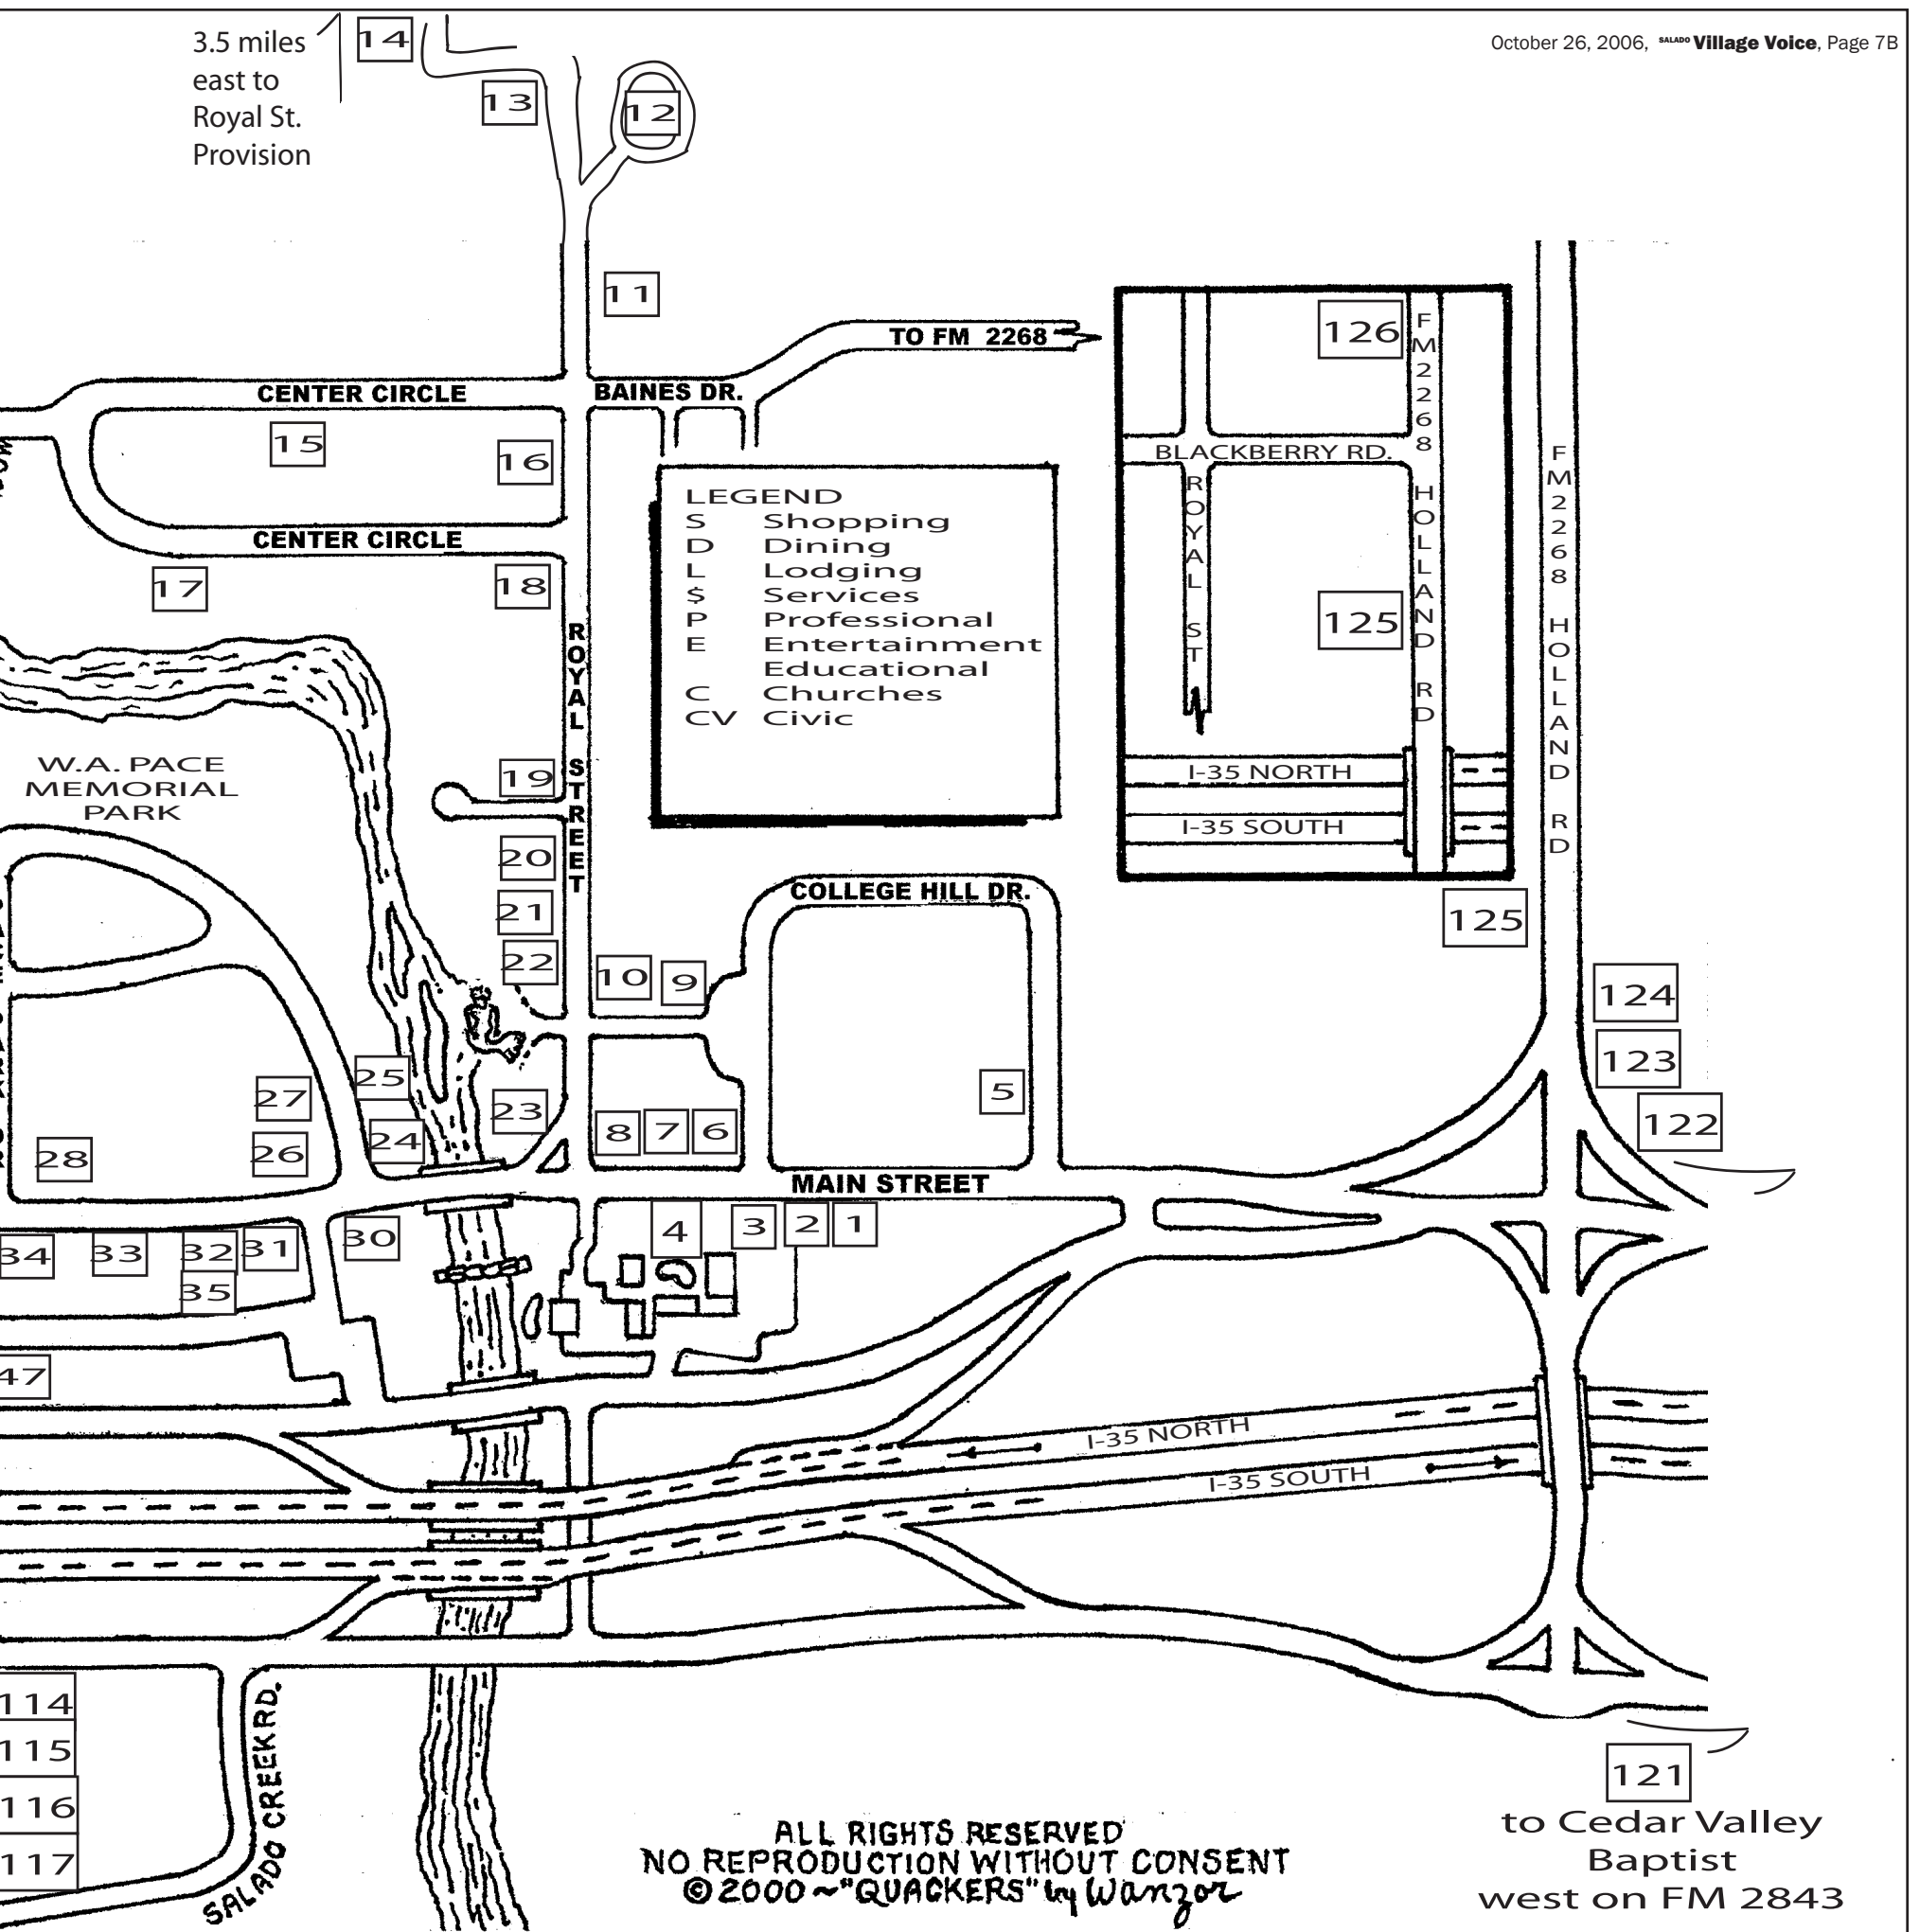 October 26, 2006, SALADO Village Voice, Page 7B
3.5 miles
east to
Royal St.
Provision
14
13
12
11
TO FM 2268
CENTER CIRCLE
BAINES DR.
15
16
CENTER CIRCLE
17
18
LEGEND
S Shopping
D Dining
L Lodging
$ Services
P Professional
E Entertainment
Educational
C Churches
CV Civic
126
FM2268 HOLLAND RD
BLACKBERRY RD.
ROYAL ST
125
I-35 NORTH
I-35 SOUTH
FM2268 HOLLAND RD
ROYAL STREET
W.A. PACE
MEMORIAL
PARK
19
20
21
22
COLLEGE HILL DR.
10
9
125
124
123
122
25
27
23
5
24
26
28
8
7
6
MAIN STREET
34
33
32
31
30
4
3
2
1
35
47
I-35 NORTH
I-35 SOUTH
114
115
116
117
SALADO CREEK RD.
121
to Cedar Valley
Baptist
west on FM 2843
ALL RIGHTS RESERVED
NO REPRODUCTION WITHOUT CONSENT
©2000 ~"QUACKERS" by Wanzor